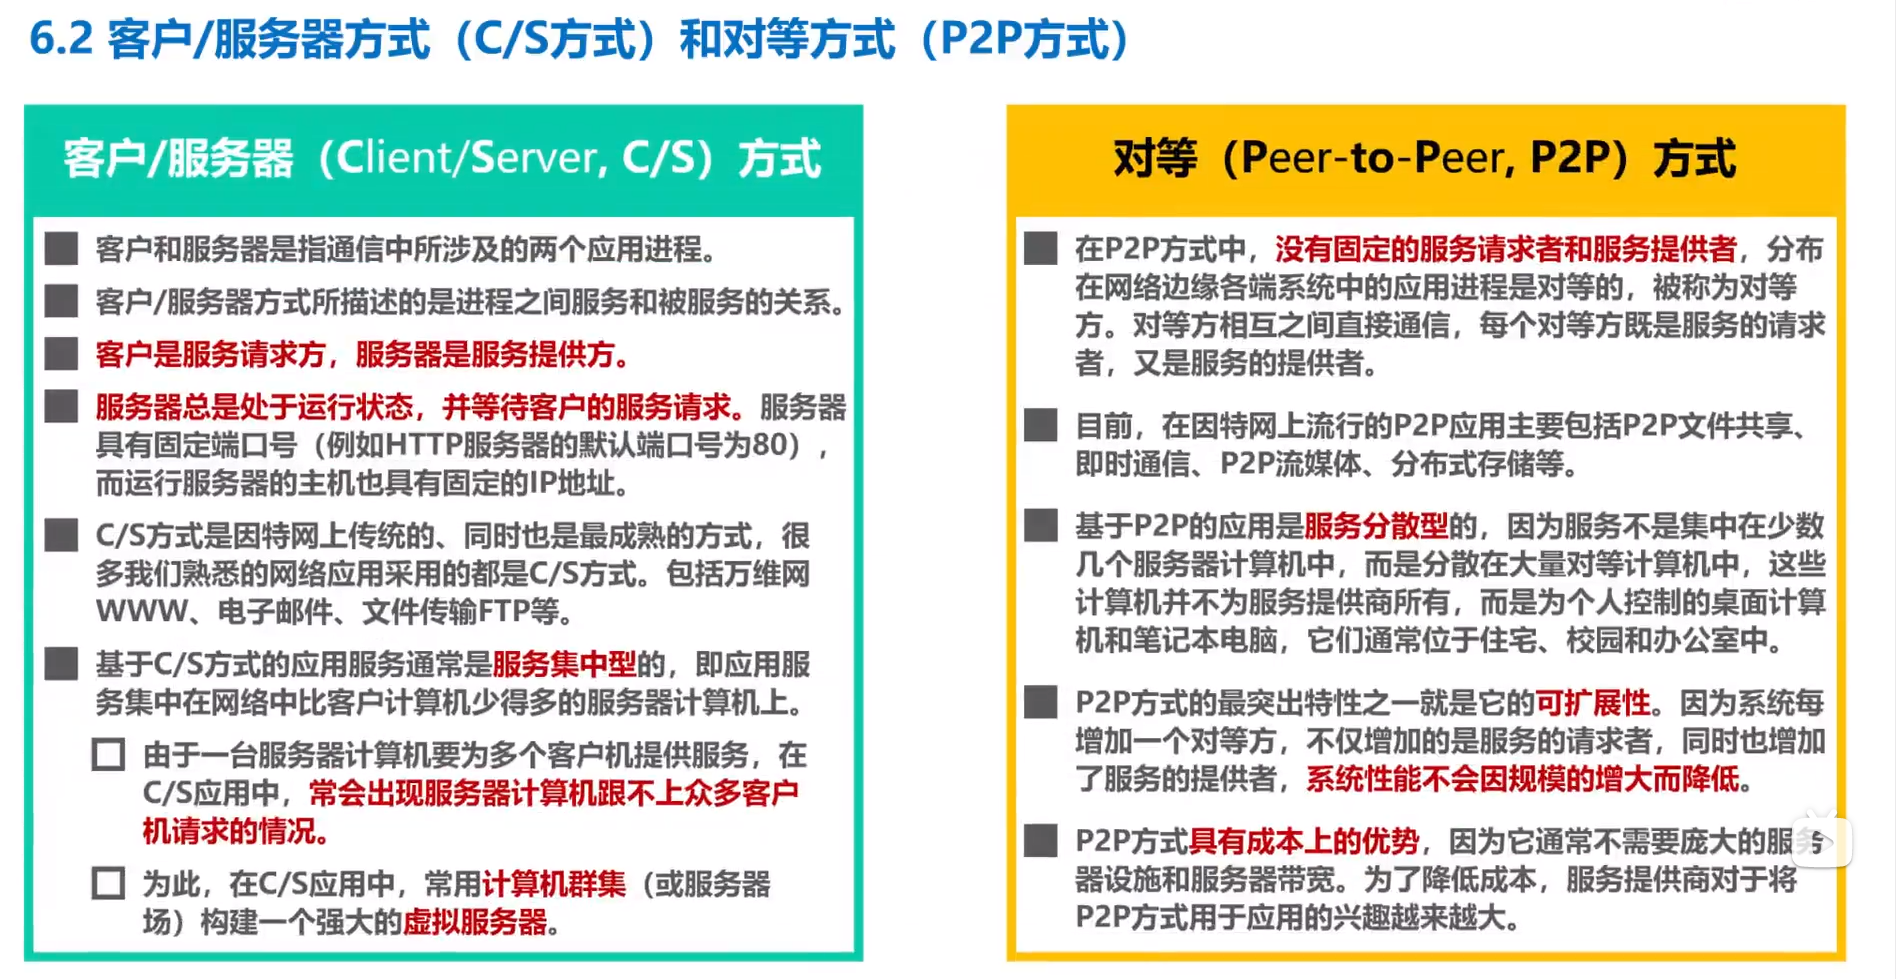 6.2 客户/服务器方式（C/S方式）和对等方式（P2P方式）
客户/服务器（Client/Server, C/S）方式
客户和服务器是指通信中所涉及的两个应用进程。
客户/服务器方式所描述的是进程之间服务和被服务的关系。
客户是服务请求方，服务器是服务提供方。
服务器总是处于运行状态，并等待客户的服务请求。服务器
具有固定端口号（例如HTTP服务器的默认端口号为80），
而运行服务器的主机也具有固定的IP地址。
C/S方式是因特网上传统的、同时也是最成熟的方式，很
多我们熟悉的网络应用采用的都是C/S方式。包括万维网
WWW、电子邮件、文件传输FTP等。
基于C/S方式的应用服务通常是服务集中型的，即应用服
务集中在网络中比客户计算机少得多的服务器计算机上。
由于一台服务器计算机要为多个客户机提供服务，在
C/S应用中，常会出现服务器计算机跟不上众多客户
机请求的情况。
为此，在C/S应用中，常用计算机群集（或服务器
场）构建一个强大的虚拟服务器。
对等（Peer-to-Peer, P2P）方式
在P2P方式中，没有固定的服务请求者和服务提供者，分布
在网络边缘各端系统中的应用进程是对等的，被称为对等
方。对等方相互之间直接通信，每个对等方既是服务的请求
者，又是服务的提供者。
目前，在因特网上流行的P2P应用主要包括P2P文件共享、
即时通信、P2P流媒体、分布式存储等。
基于P2P的应用是服务分散型的，因为服务不是集中在少数
几个服务器计算机中，而是分散在大量对等计算机中，这些
计算机并不为服务提供商所有，而是为个人控制的桌面计算
机和笔记本电脑，它们通常位于住宅、校园和办公室中。
P2P方式的最突出特性之一就是它的可扩展性。因为系统每
增加一个对等方，不仅增加的是服务的请求者，同时也增加
了服务的提供者，系统性能不会因规模的增大而降低。
P2P方式具有成本上的优势，因为它通常不需要庞大的服务
器设施和服务器带宽。为了降低成本，服务提供商对于将
P2P方式用于应用的兴趣越来越大。